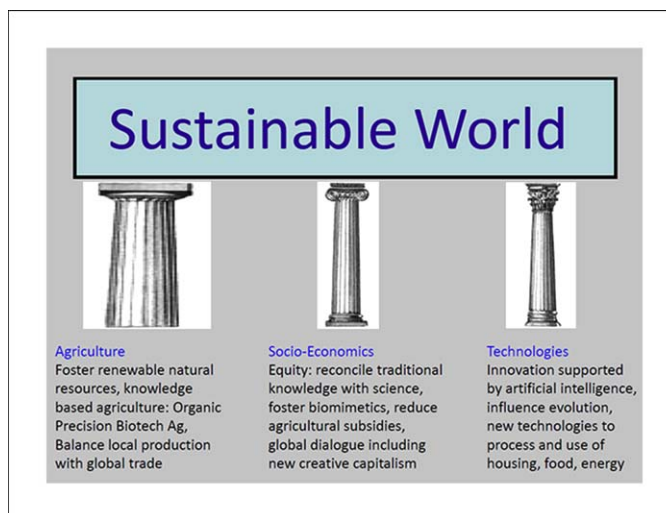 Sustainable World
Agriculture
Foster renewable natural
resources, knowledge
based agriculture: Organic
Precision Biotech Ag,
Balance local production
with global trade
Socio-Economics
Equity: reconcile traditional
knowledge with science,
foster biomimetics, reduce
agricultural subsidies,
global dialogue including
new creative capitalism
Technologies
Innovation supported
by artificial intelligence,
influence evolution,
new technologies to
process and use of
housing, food, energy